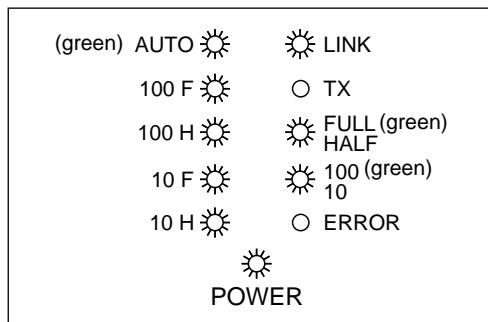 (green) AUTO
LINK
100 F
TX
100 H
FULL (green)
HALF
10 F
100 (green)
10
10 H
ERROR
POWER